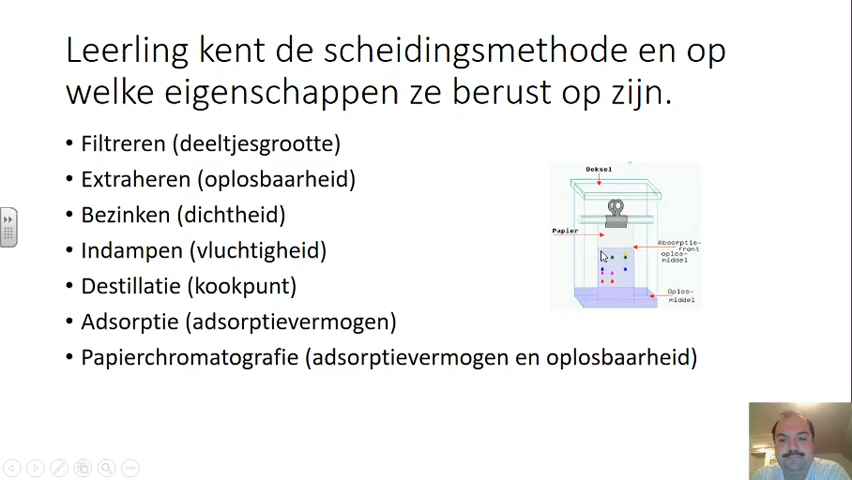 Leerling kent de scheidingsmethode en op
welke eigenschappen ze berust op zijn.
• Filtreren (deeltjesgrootte)
• Extraheren (oplosbaarheid)
• Bezinken (dichtheid)
• Indampen (vluchtigheid)
• Destillatie (kookpunt)
• Adsorptie (adsorptievermogen)
• Papierchromatografie (adsorptievermogen en oplosbaarheid)
Deksel
Papier
Absorptie-
front
oplos-
middel
Oplos-
middel